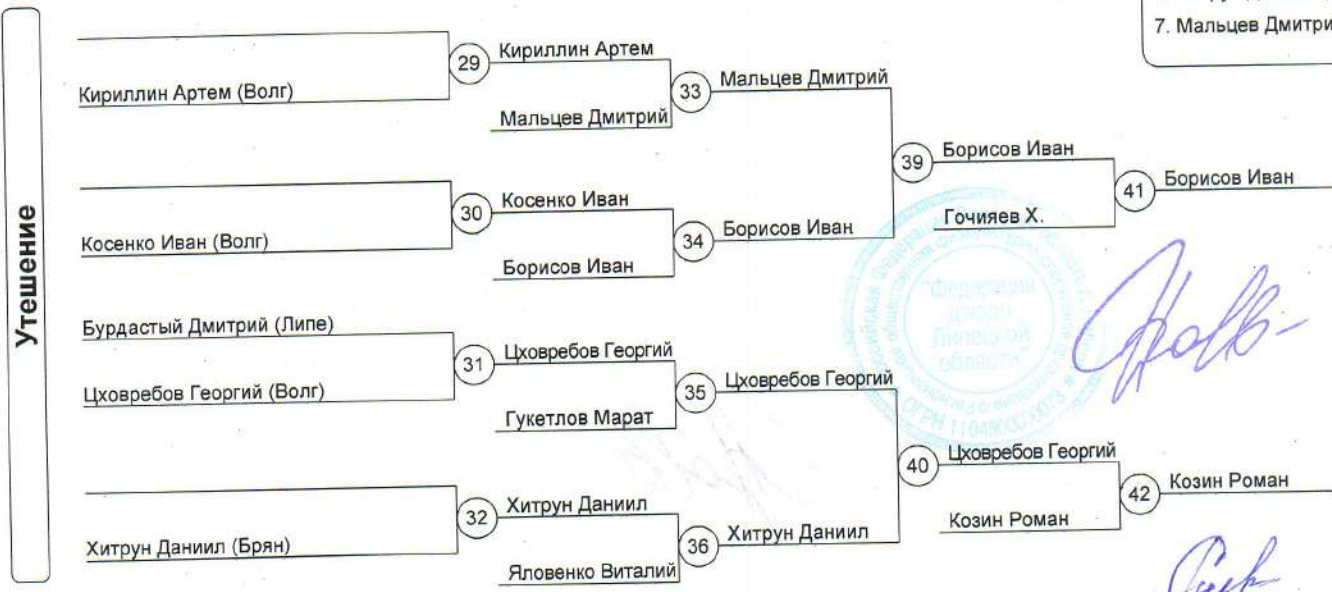 7. Мальцев Дмитри
Утешение
Кириллин Артем (Волг)
29
Кириллин Артем
Мальцев Дмитрий
33
Мальцев Дмитрий
Косенко Иван (Волг)
30
Косенко Иван
Борисов Иван
34
Борисов Иван
39
Борисов Иван
Гочияев Х.
41
Борисов Иван
Бурдастый Дмитрий (Липе)
Цховребов Георгий (Волг)
31
Цховребов Георгий
Гукетлов Марат
35
Цховребов Георгий
Хитрун Даниил (Брян)
32
Хитрун Даниил
Яловенко Виталий
36
Хитрун Даниил
40
Цховребов Георгий
Козин Роман
42
Козин Роман
"Федерация
дзюдо
Липецкой
области"